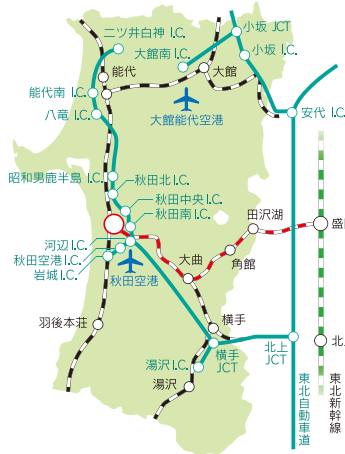 二ツ井白神 I.C.
小坂 JCT
大館南 I.C.
小坂 I.C.
能代
大館
能代南 I.C.
八竜 I.C.
大館能代空港
安代 I.C.
昭和男鹿半島 I.C.
秋田北 I.C.
秋田中央 I.C.
秋田南 I.C.
田沢湖
盛
河辺 I.C.
秋田空港 I.C.
岩城 I.C.
秋田空港
大曲
角館
羽後本荘
横手
横手
JCT
北上
JCT
北
湯沢 I.C.
湯沢
東北自動車道
東北新幹線